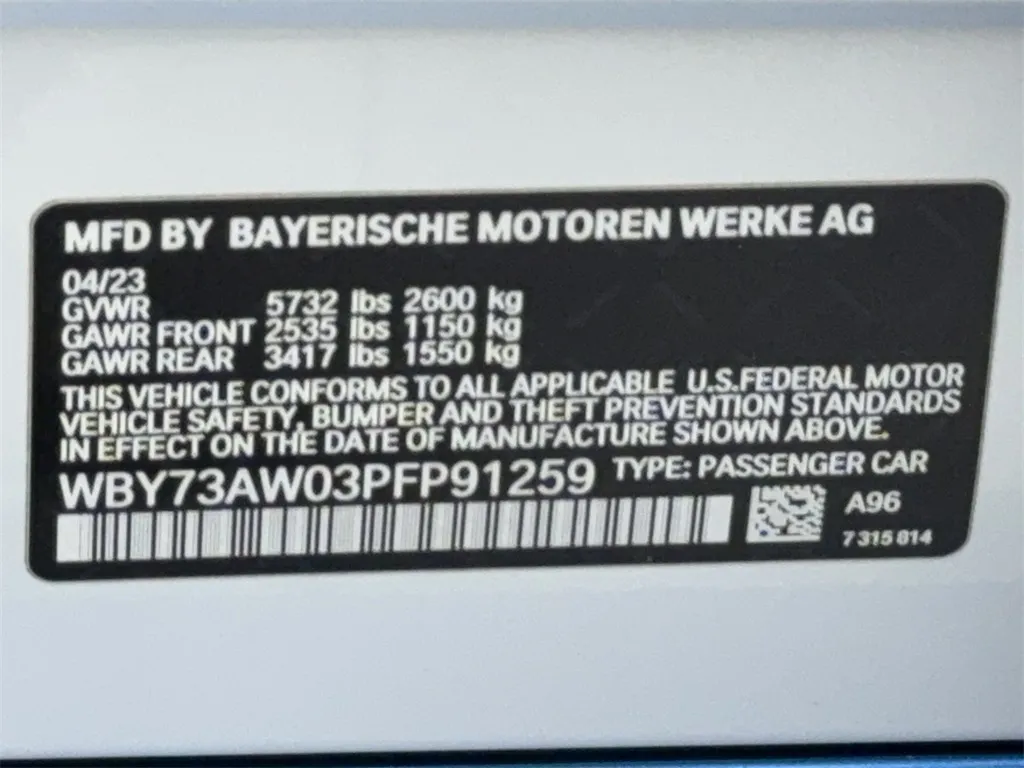 MFD BY BAYERISCHE MOTOREN WERKE AG
04/23
GVWR 5732 lbs 2600 kg
GAWR FRONT 2535 lbs 1150 kg
GAWR REAR 3417 lbs 1550 kg
THIS VEHICLE CONFORMS TO ALL APPLICABLE U.S.FEDERAL MOTOR
VEHICLE SAFETY, BUMPER AND THEFT PREVENTION STANDARDS
IN EFFECT ON THE DATE OF MANUFACTURE SHOWN ABOVE.
WBY73AW03PFP91259 TYPE: PASSENGER CAR
A96
7 315 014